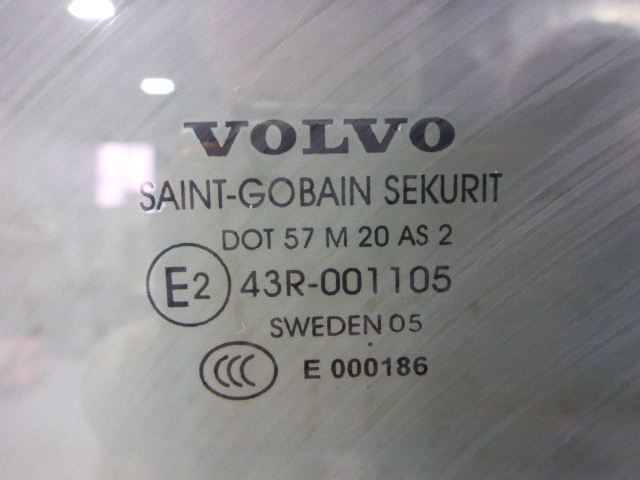 VOLVO
SAINT-GOBAIN SEKURIT
DOT 57 M 20 AS 2
E2 43R-001105
SWEDEN 05
CCC E 000186